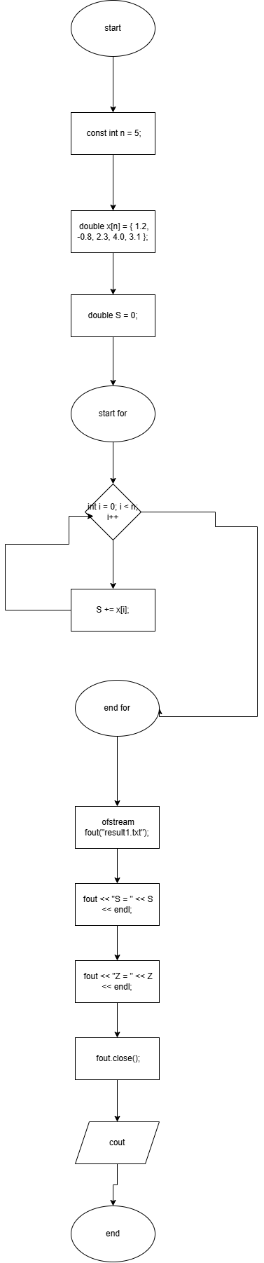 start
const int n = 5;
double x[n] = { 1.2,
-0.8, 2.3, 4.0, 3.1 };
double S = 0;
start for
int i = 0; i < n;
i++
S += x[i];
end for
ofstream
fout("result1.txt");
fout << "S = " << S
<< endl;
fout << "Z = " << Z
<< endl;
fout.close();
cout
end